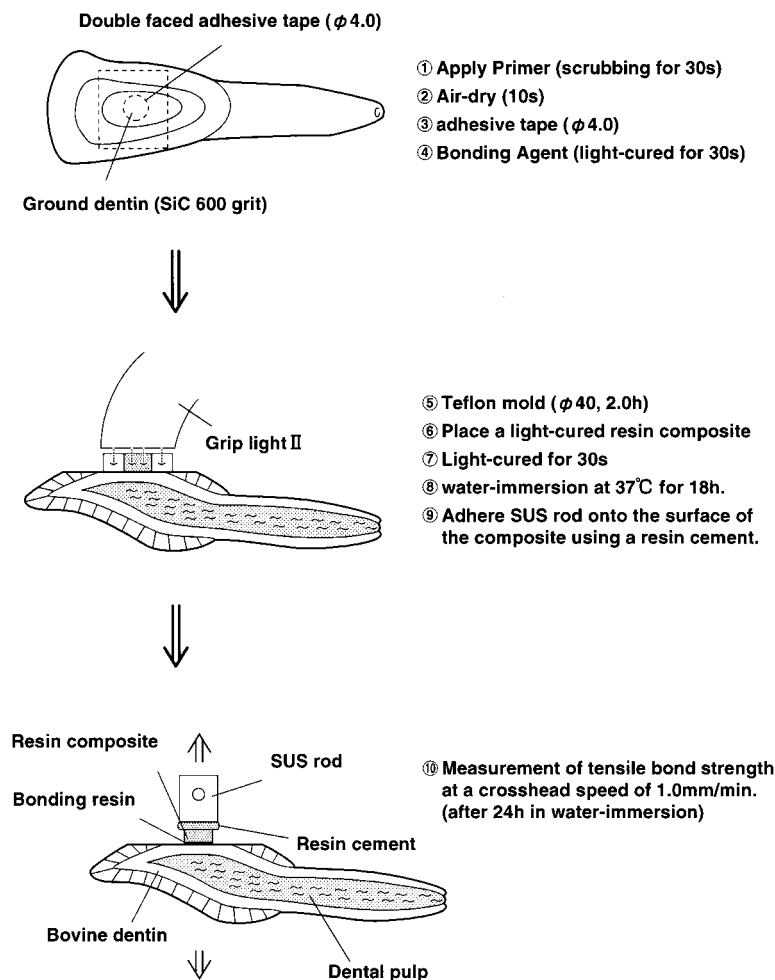 Double faced adhesive tape (φ4.0)
① Apply Primer (scrubbing for 30s)
② Air-dry (10s)
③ adhesive tape (φ4.0)
④ Bonding Agent (light-cured for 30s)
Ground dentin (SiC 600 grit)
Grip light Ⅱ
⑤ Teflon mold (φ40, 2.0h)
⑥ Place a light-cured resin composite
⑦ Light-cured for 30s
⑧ water-immersion at 37℃ for 18h.
⑨ Adhere SUS rod onto the surface of
the composite using a resin cement.
Resin composite
SUS rod
Bonding resin
Resin cement
Bovine dentin
Dental pulp
⑩ Measurement of tensile bond strength
at a crosshead speed of 1.0mm/min.
(after 24h in water-immersion)